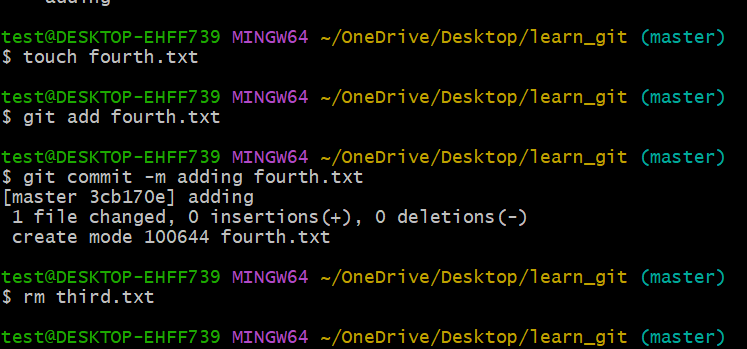 adding
test@DESKTOP-EHFF739 MINGW64 ~/OneDrive/Desktop/learn_git (master)
$ touch fourth.txt
test@DESKTOP-EHFF739 MINGW64 ~/OneDrive/Desktop/learn_git (master)
$ git add fourth.txt
test@DESKTOP-EHFF739 MINGW64 ~/OneDrive/Desktop/learn_git (master)
$ git commit -m adding fourth.txt
[master 3cb170e] adding
1 file changed, 0 insertions(+), 0 deletions(-)
create mode 100644 fourth.txt
test@DESKTOP-EHFF739 MINGW64 ~/OneDrive/Desktop/learn_git (master)
$ rm third.txt
test@DESKTOP-EHFF739 MINGW64 ~/OneDrive/Desktop/learn_git (master)